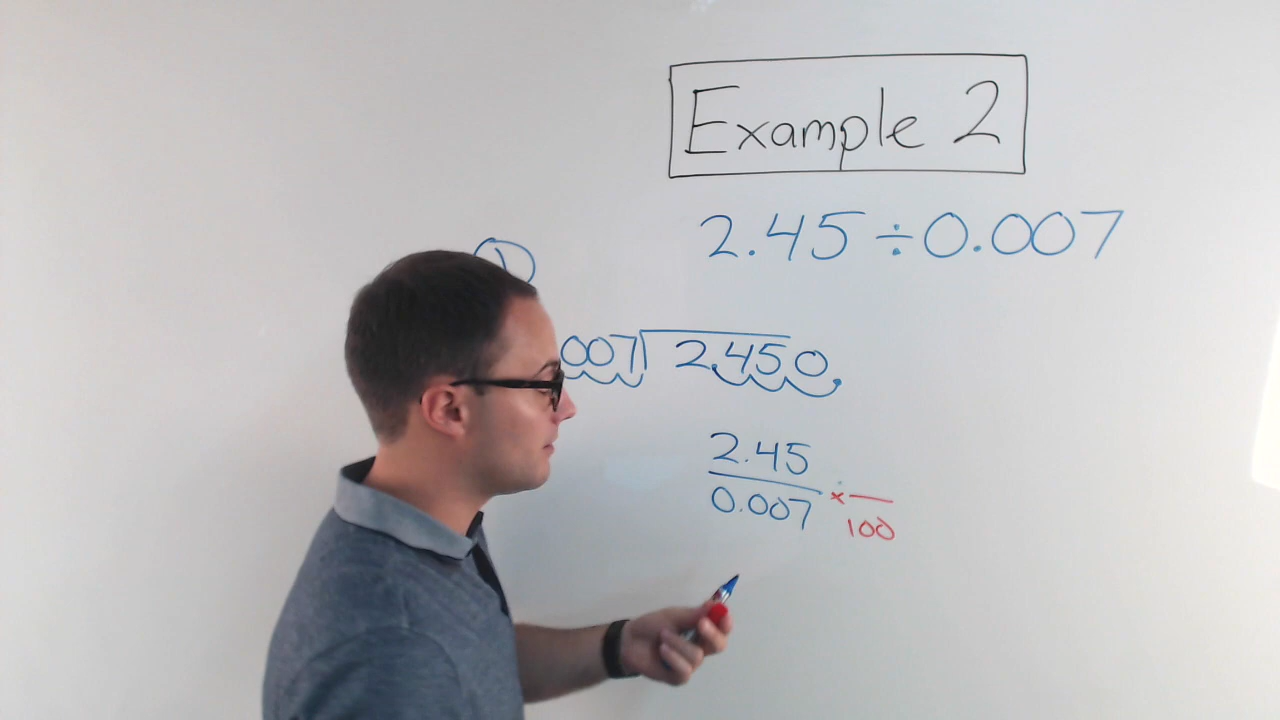 Example 2
2.45 ÷ 0.007
1
007 2.450
2.45
0.007 × 100